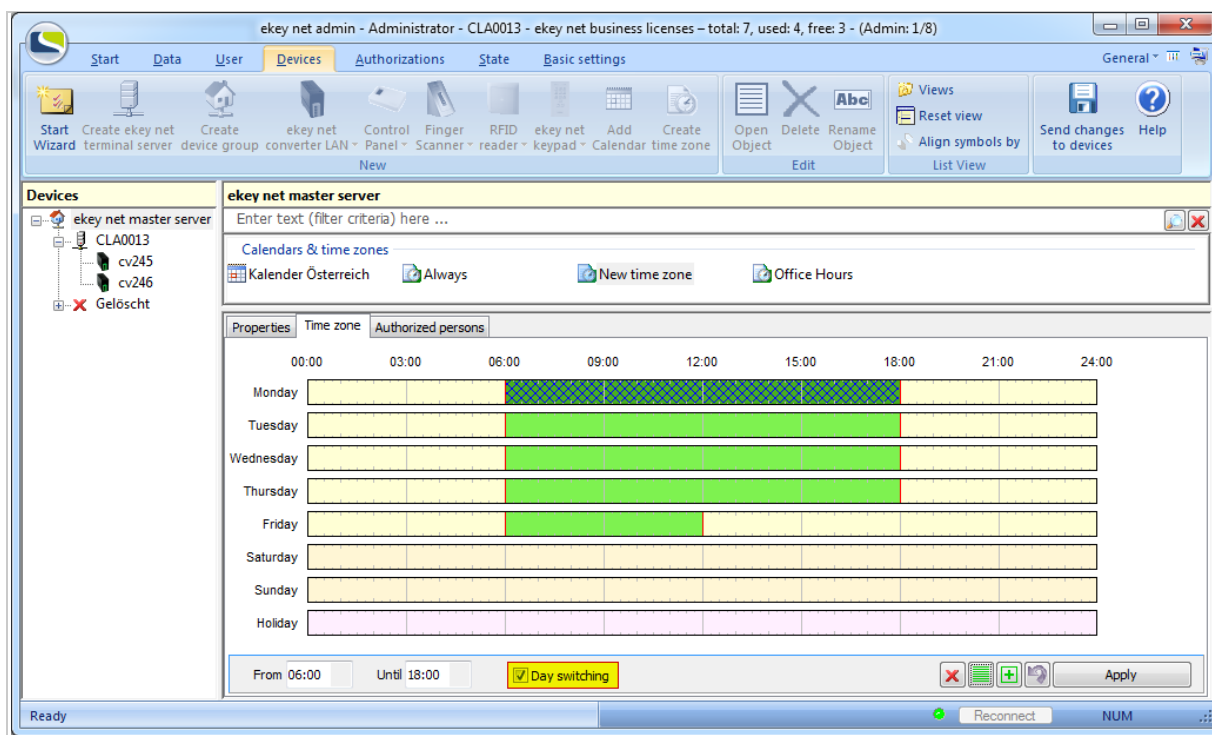 ekey net admin - Administrator - CLA0013 - ekey net business licenses – total: 7, used: 4, free: 3 - (Admin: 1/8)
Start Data User Devices Authorizations State Basic settings General
Start Wizard
Create ekey net terminal server
Create device group
ekey net converter LAN
Control Panel
Finger Scanner
RFID reader
ekey net keypad
Add Calendar
Create time zone
New
Open Object
Delete
Abc
Rename Object
Edit
Views
Reset view
Align symbols by
List View
Send changes to devices
Help
Devices
ekey net master server
CLA0013
cv245
cv246
Gelöscht
ekey net master server
Enter text (filter criteria) here ...
Calendars & time zones
Kalender Österreich Always New time zone Office Hours
Properties Time zone Authorized persons
00:00 03:00 06:00 09:00 12:00 15:00 18:00 21:00 24:00
Monday
Tuesday
Wednesday
Thursday
Friday
Saturday
Sunday
Holiday
From 06:00 Until 18:00 Day switching Apply
Ready Reconnect NUM